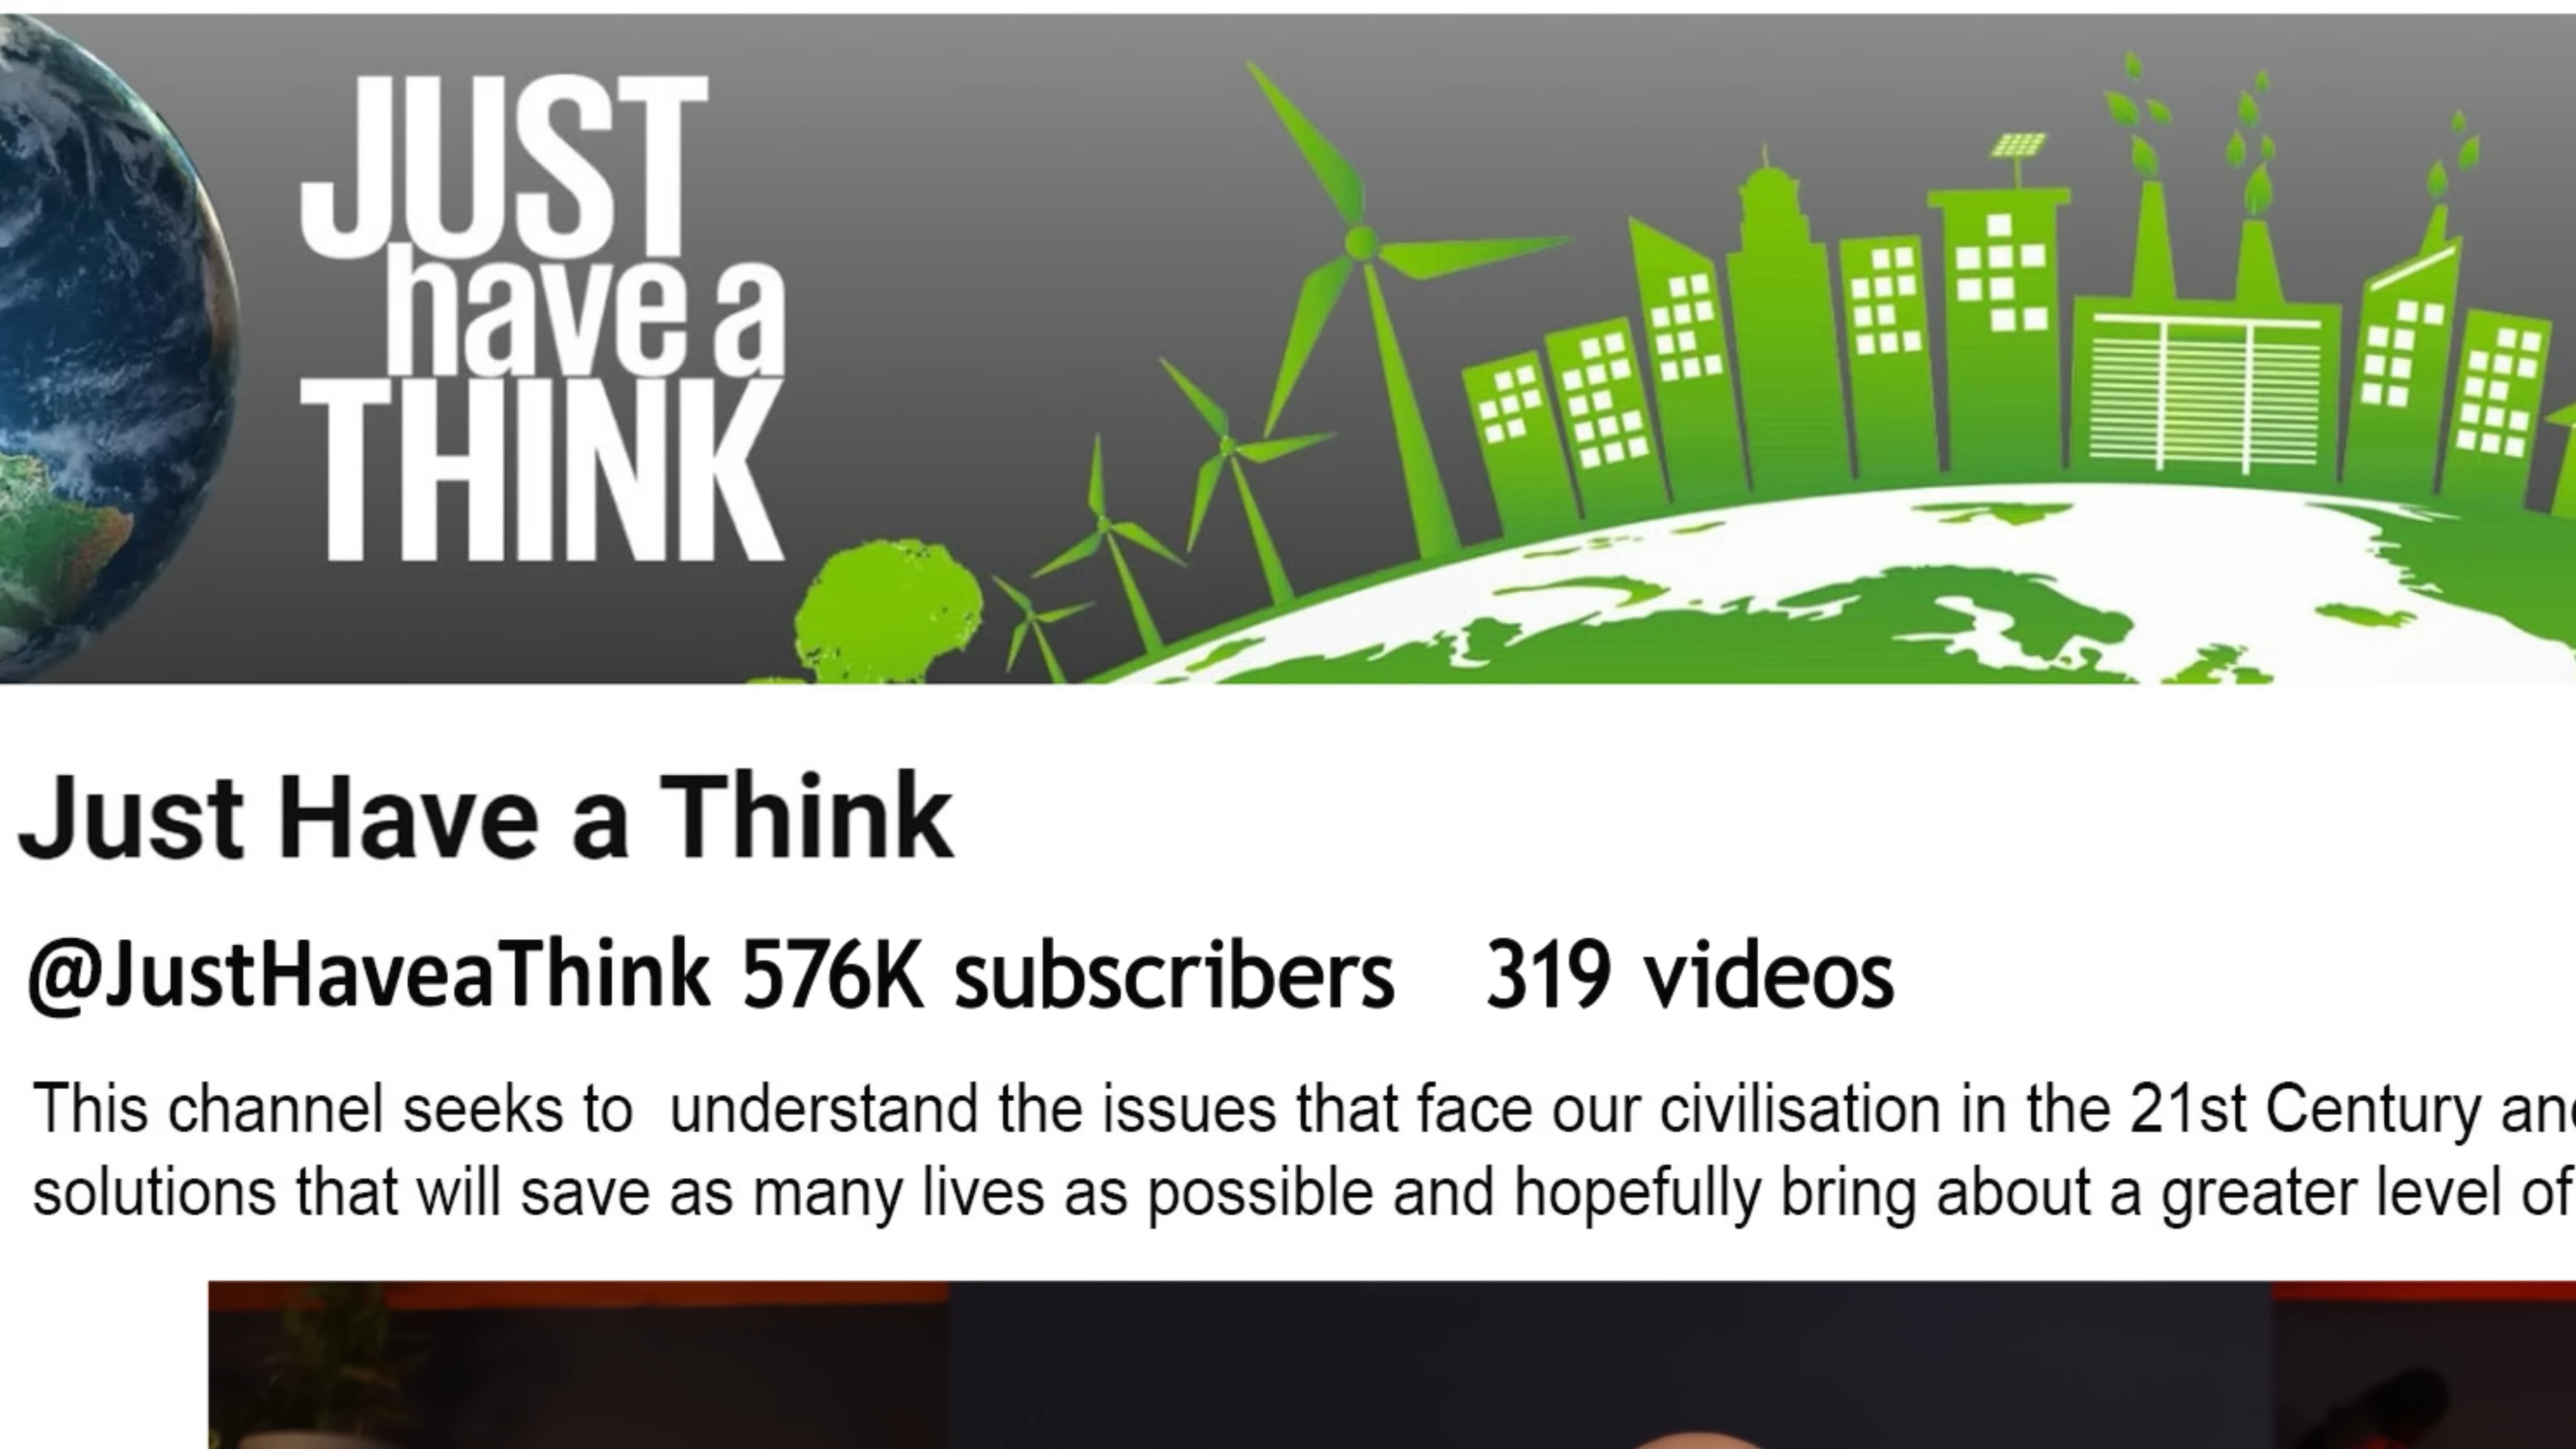 JUST
have a
THINK
Just Have a Think
@JustHaveaThink 576K subscribers 319 videos
This channel seeks to understand the issues that face our civilisation in the 21st Century
solutions that will save as many lives as possible and hopefully bring about a greater level of